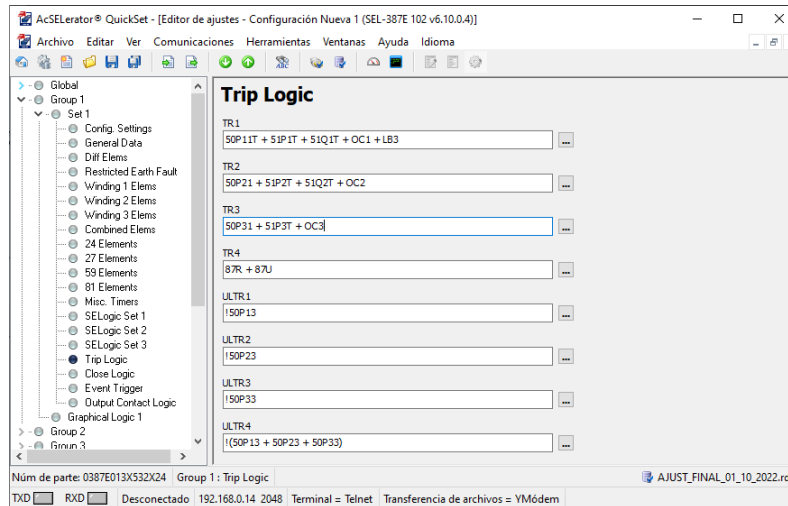 AcSELerator® QuickSet - [Editor de ajustes - Configuración Nueva 1 (SEL-387E 102 v6.10.0.4)]
Archivo Editar Ver Comunicaciones Herramientas Ventanas Ayuda Idioma
Global
Group 1
Set 1
Config. Settings
General Data
Diff Elems
Restricted Earth Fault
Winding 1 Elems
Winding 2 Elems
Winding 3 Elems
Combined Elems
24 Elements
27 Elements
59 Elements
81 Elements
Misc. Timers
SELogic Set 1
SELogic Set 2
SELogic Set 3
Trip Logic
Close Logic
Event Trigger
Output Contact Logic
Graphical Logic 1
Group 2
Group 3
Trip Logic
TR1
50P11T + 51P1T + 51Q1T + OC1 +LB3
...
TR2
50P21 + 51P2T + 51Q2T + OC2
...
TR3
50P31 + 51P3T + OC3
...
TR4
87R + 87U
...
ULTR1
!50P13
...
ULTR2
!50P23
...
ULTR3
!50P33
...
ULTR4
!(50P13 + 50P23 + 50P33)
...
Núm de parte: 0387E013X532X24 Group 1 : Trip Logic AJUST_FINAL_01_10_2022.rd
TXD RXD Desconectado 192.168.0.14 2048 Terminal = Telnet Transferencia de archivos = YMódem